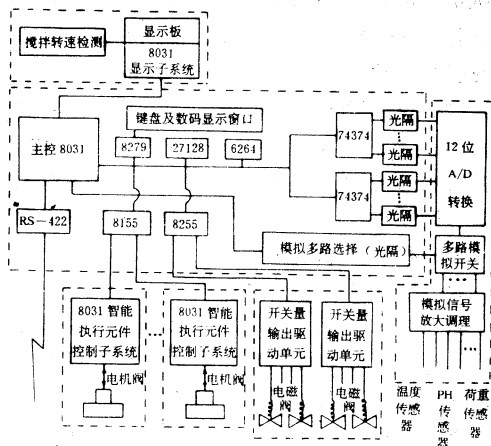 搅拌转速检测
显示板
8031
显示子系统
键盘及数码显示窗口
主控 8031
8279
27128
6264
74374
74374
光隔
光隔
光隔
光隔
12 位
A/D
转换
RS-422
8155
8255
模拟多路选择（光隔）
多路模
拟开关
8031 智能
执行元件
控制子系统
8031 智能
执行元件
控制子系统
开关量
输出驱
动单元
开关量
输出驱
动单元
模拟信号
放大调理
电机阀
电机阀
电磁
阀
电磁
阀
温度
传感
器
PH
传感
器
荷重
传感
器